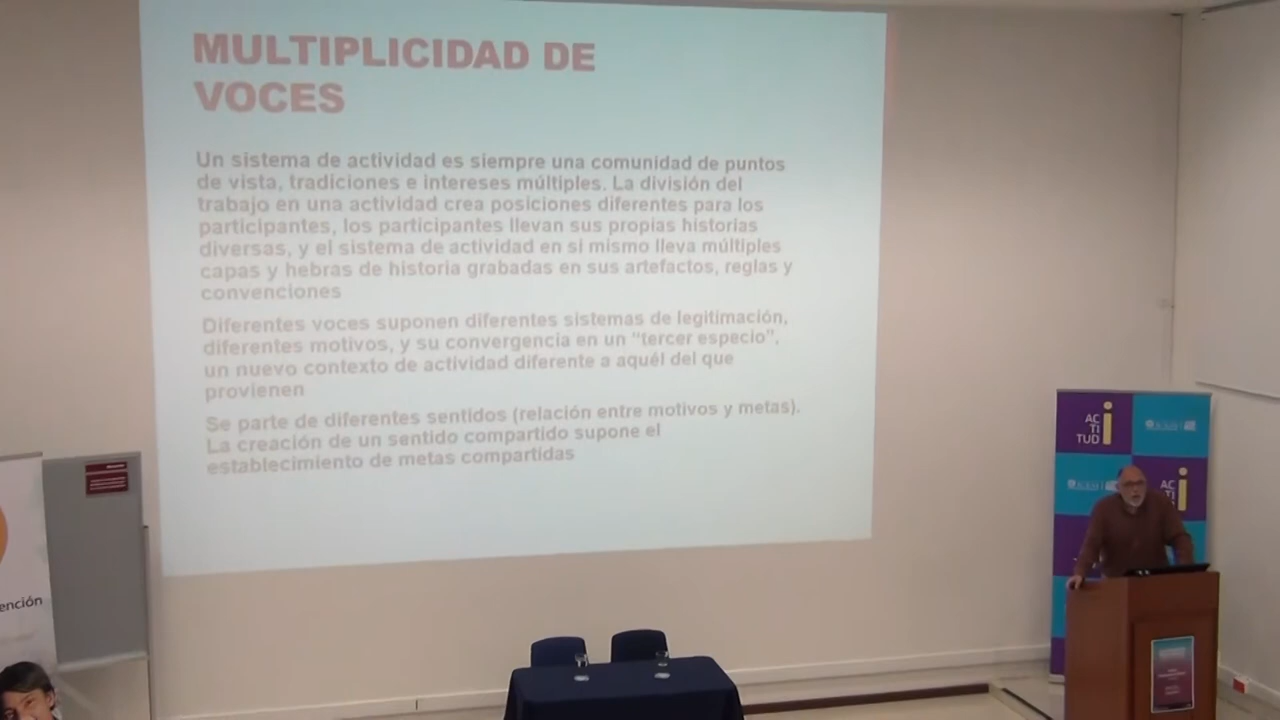 MULTIPLICIDAD DE
VOCES
Un sistema de actividad es siempre una comunidad de puntos
de vista, tradiciones e intereses múltiples. La división del
trabajo en una actividad crea posiciones diferentes para los
participantes, los participantes llevan sus propias historias
diversas, y el sistema de actividad en si mismo lleva múltiples
capas y hebras de historia grabadas en sus artefactos, reglas y
convenciones
Diferentes voces suponen diferentes sistemas de legitimación,
diferentes motivos, y su convergencia en un "tercer especio",
un nuevo contexto de actividad diferente a aquél del que
provienen
Se parte de diferentes sentidos (relación entre motivos y metas).
La creación de un sentido compartido supone el
establecimiento de metas compartidas
ención
AC
TI
TUD
i
AC
TI
i